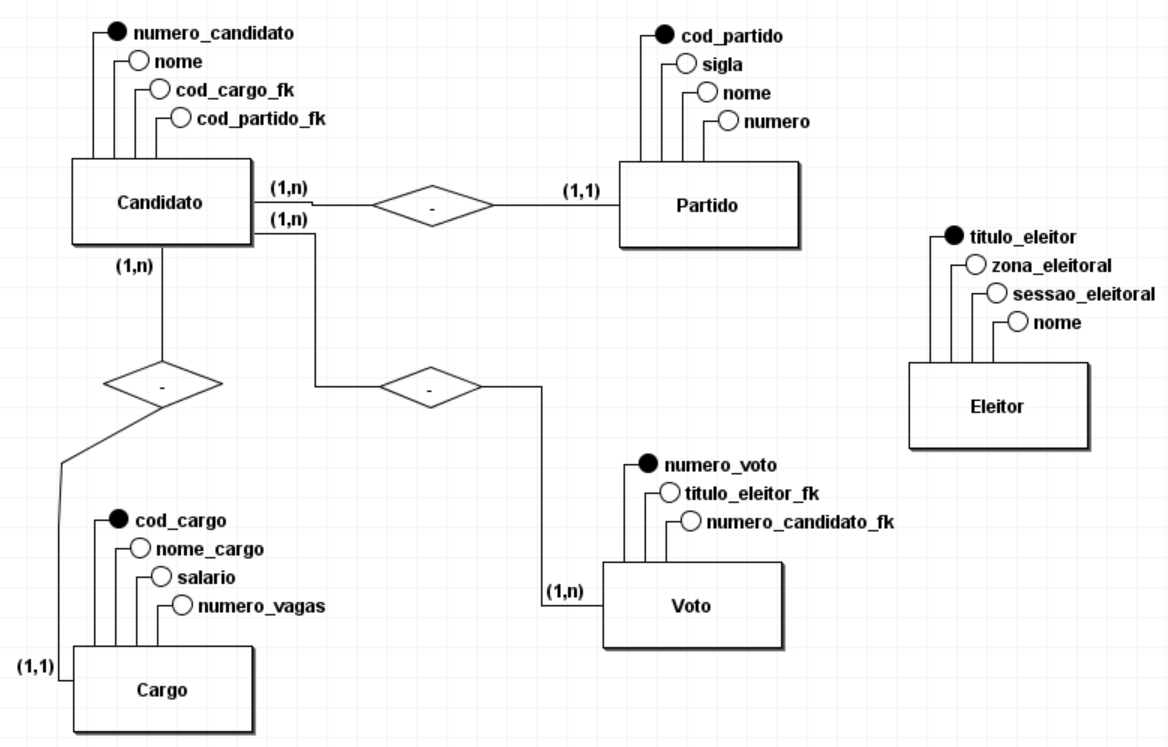 numero_candidato
nome
cod_cargo_fk
cod_partido_fk
Candidato
(1,n)
(1,n)
(1,n)
-
(1,1)
cod_partido
sigla
nome
numero
Partido
titulo_eleitor
zona_eleitoral
sessao_eleitoral
nome
Eleitor
-
-
numero_voto
titulo_eleitor_fk
numero_candidato_fk
(1,n)
Voto
cod_cargo
nome_cargo
salario
numero_vagas
(1,1)
Cargo